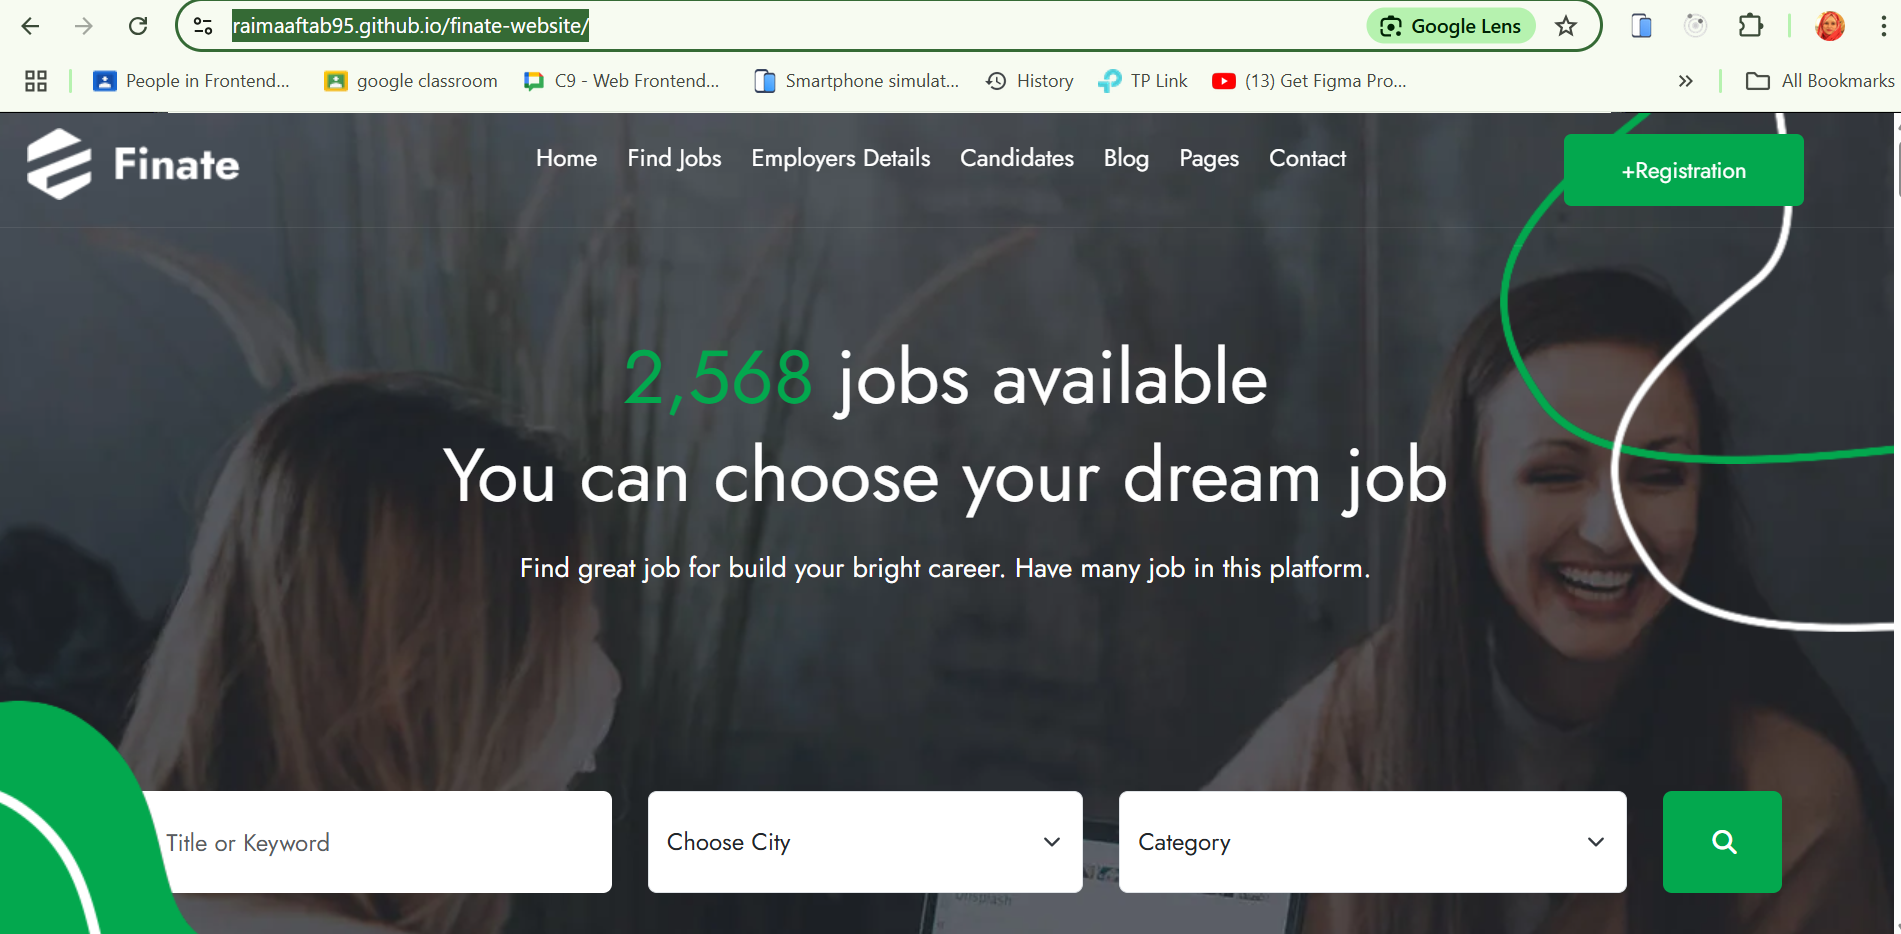 raimaaftab95.github.io/finate-website/
Google Lens
People in Frontend...
google classroom
C9 - Web Frontend...
Smartphone simulat...
History
TP Link
(13) Get Figma Pro...
All Bookmarks
Finate
Home
Find Jobs
Employers Details
Candidates
Blog
Pages
Contact
+Registration
2,568 jobs available
You can choose your dream job
Find great job for build your bright career. Have many job in this platform.
Title or Keyword
Choose City
Category
Unsplash